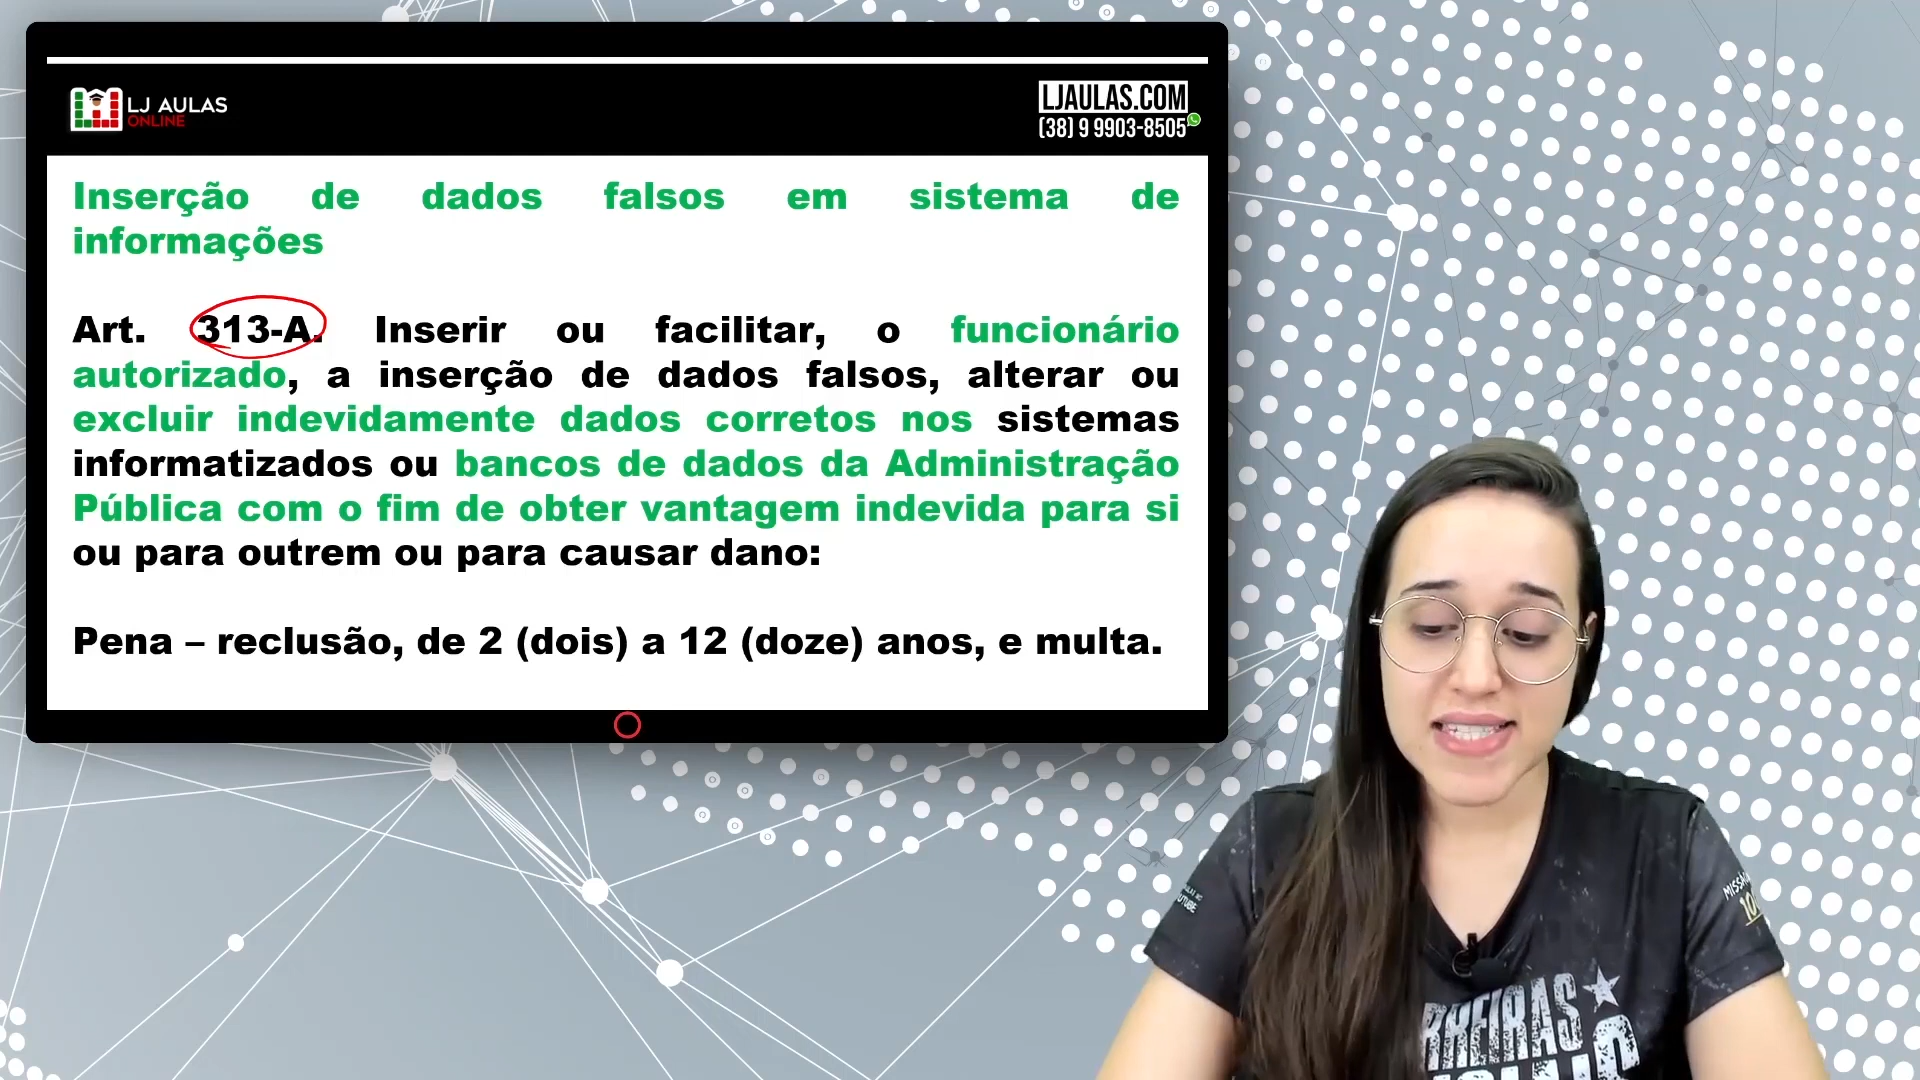 LJ AULAS
ONLINE
LJAULAS.COM
(38) 9 9903-8505
Inserção de dados falsos em sistema de
informações
Art. 313-A. Inserir ou facilitar, o funcionário
autorizado, a inserção de dados falsos, alterar ou
excluir indevidamente dados corretos nos sistemas
informatizados ou bancos de dados da Administração
Pública com o fim de obter vantagem indevida para si
ou para outrem ou para causar dano:
Pena – reclusão, de 2 (dois) a 12 (doze) anos, e multa.